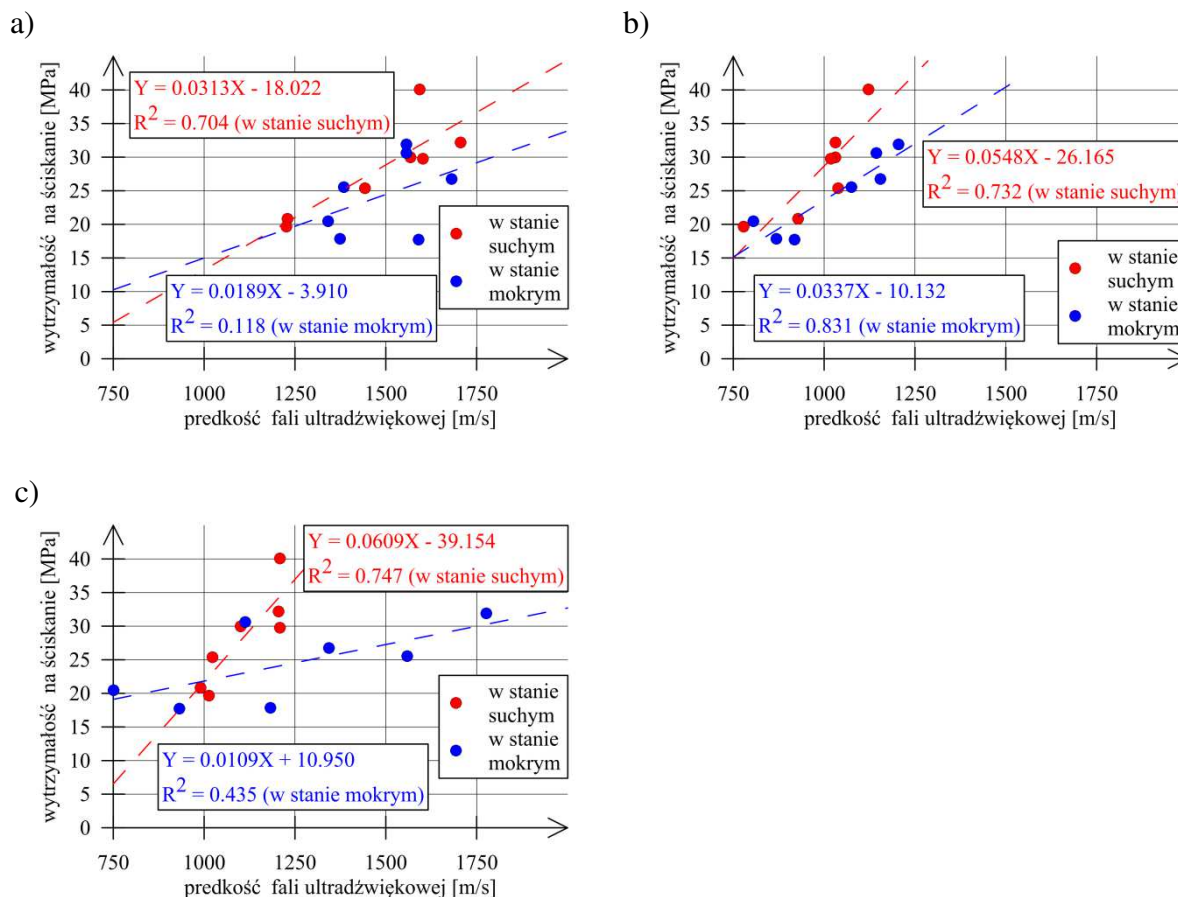 a)
wytrzymałość na ściskanie [MPa]
40
35
30
25
20
15
10
5
0
Y = 0.0313X - 18.022
R² = 0.704 (w stanie suchym)
w stanie
suchym
w stanie
mokrym
Y = 0.0189X - 3.910
R² = 0.118 (w stanie mokrym)
750 1000 1250 1500 1750
predkość fali ultradźwiękowej [m/s]
b)
wytrzymałość na ściskanie [MPa]
40
35
30
25
20
15
10
5
0
Y = 0.0548X - 26.165
R² = 0.732 (w stanie suchym)
w stanie
suchym
w stanie
mokrym
Y = 0.0337X - 10.132
R² = 0.831 (w stanie mokrym)
750 1000 1250 1500 1750
predkość fali ultradźwiękowej [m/s]
c)
wytrzymałość na ściskanie [MPa]
40
35
30
25
20
15
10
5
0
Y = 0.0609X - 39.154
R² = 0.747 (w stanie suchym)
w stanie
suchym
w stanie
mokrym
Y = 0.0109X + 10.950
R² = 0.435 (w stanie mokrym)
750 1000 1250 1500 1750
predkość fali ultradźwiękowej [m/s]